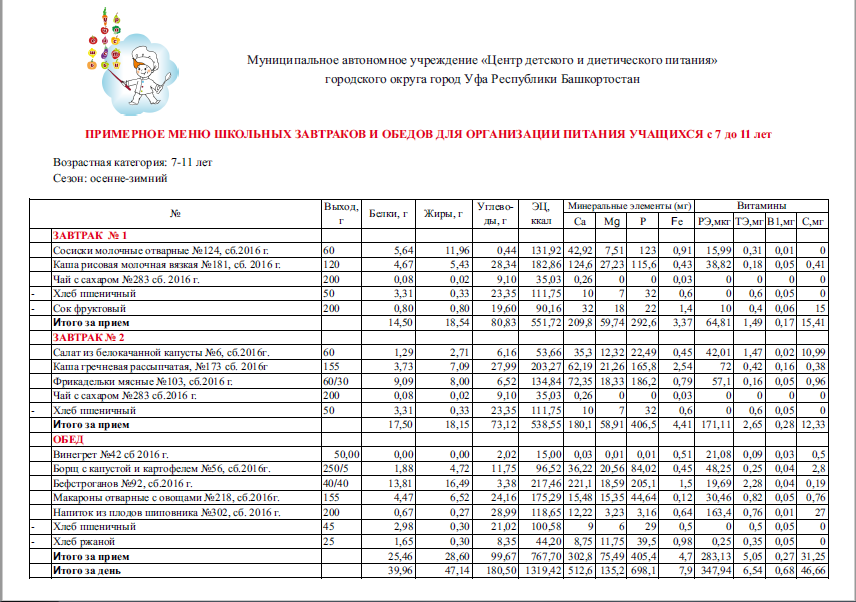 Муниципальное автономное учреждение «Центр детского и диетического питания»
городского округа город Уфа Республики Башкортостан
ПРИМЕРНОЕ МЕНЮ ШКОЛЬНЫХ ЗАВТРАКОВ И ОБЕДОВ ДЛЯ ОРГАНИЗАЦИИ ПИТАНИЯ УЧАЩИХСЯ с 7 до 11 лет
Возрастная категория: 7-11 лет
Сезон: осенне-зимний
№ Выход, г Белки, г Жиры, г Углево-ды, г ЭЦ, ккал Минеральные элементы (мг) Витамины
Ca Mg P Fe РЭ,мкг ТЭ,мг В1,мг С,мг
ЗАВТРАК № 1
Сосиски молочные отварные №124, сб.2016 г. 60 5,64 11,96 0,44 131,92 42,92 7,51 123 0,91 15,99 0,31 0,01 0
Каша рисовая молочная вязкая №181, сб. 2016 г. 120 4,67 5,43 28,34 182,86 124,6 27,23 115,6 0,43 38,82 0,18 0,05 0,41
Чай с сахаром №283 сб. 2016 г. 200 0,08 0,02 9,10 35,03 0,26 0 0 0,03 0 0 0 0
- Хлеб пшеничный 50 3,31 0,33 23,35 111,75 10 7 32 0,6 0 0,6 0,05 0
- Сок фруктовый 200 0,80 0,80 19,60 90,16 32 18 22 1,4 10 0,4 0,06 15
Итого за прием 14,50 18,54 80,83 551,72 209,8 59,74 292,6 3,37 64,81 1,49 0,17 15,41
ЗАВТРАК № 2
Салат из белокачанной капусты №6, сб.2016г. 60 1,29 2,71 6,16 53,66 35,3 12,32 22,49 0,45 42,01 1,47 0,02 10,99
Каша гречневая рассыпчатая, №173 сб. 2016г 155 3,73 7,09 27,99 203,27 62,19 21,26 165,8 2,54 72 0,42 0,16 0,38
Фрикадельки мясные №103, сб.2016 г. 60/30 9,09 8,00 6,52 134,84 72,35 18,33 186,2 0,79 57,1 0,16 0,05 0,96
Чай с сахаром №283 сб.2016 г. 200 0,08 0,02 9,10 35,03 0,26 0 0 0,03 0 0 0 0
- Хлеб пшеничный 50 3,31 0,33 23,35 111,75 10 7 32 0,6 0 0,6 0,05 0
Итого за прием 17,50 18,15 73,12 538,55 180,1 58,91 406,5 4,41 171,11 2,65 0,28 12,33
ОБЕД
Винегрет №42 сб 2016 г. 50,00 0,00 0,00 2,02 15,00 0,03 0,01 0,01 0,51 21,08 0,09 0,03 0,5
Борщ с капустой и картофелем №56, сб.2016г. 250/5 1,88 4,72 11,75 96,52 36,22 20,56 84,02 0,45 48,25 0,25 0,04 2,8
Бефстроганов №92, сб.2016 г. 40/40 13,81 16,49 3,38 217,46 221,1 18,59 205,1 1,5 19,69 2,28 0,04 0,19
Макароны отварные с овощами №218, сб.2016г. 155 4,47 6,52 24,16 175,29 15,48 15,35 44,64 0,12 30,46 0,82 0,05 0,76
Напиток из плодов шиповника №302, сб. 2016 г. 200 0,67 0,27 28,99 118,65 12,22 3,23 3,16 0,64 163,4 0,76 0,01 27
- Хлеб пшеничный 45 2,98 0,30 21,02 100,58 9 6 29 0,5 0 0,5 0,05 0
- Хлеб ржаной 25 1,65 0,30 8,35 44,20 8,75 11,75 39,5 0,98 0,25 0,35 0,05 0
Итого за прием 25,46 28,60 99,67 767,70 302,8 75,49 405,4 4,7 283,13 5,05 0,27 31,25
Итого за день 39,96 47,14 180,50 1319,42 512,6 135,2 698,1 7,9 347,94 6,54 0,68 46,66